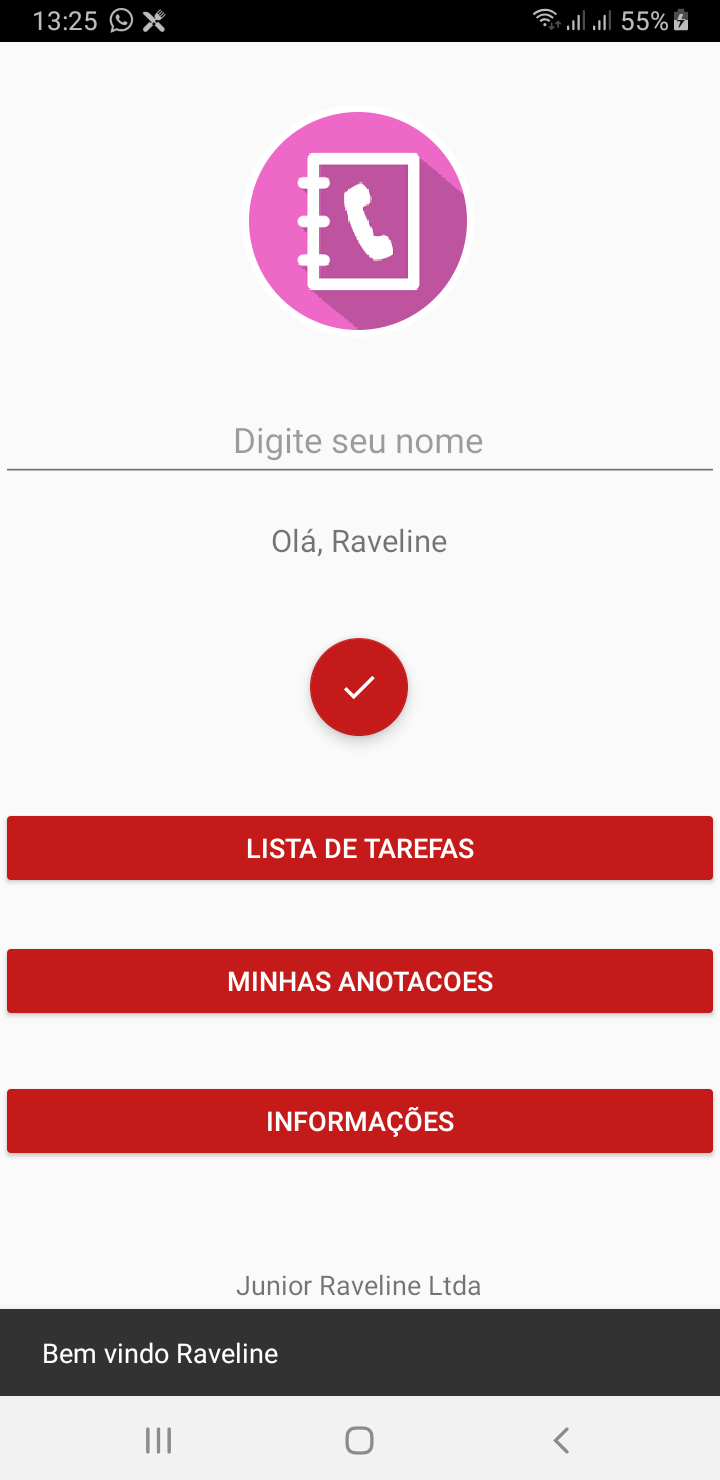 13:25
55%
Digite seu nome
Olá, Raveline
LISTA DE TAREFAS
MINHAS ANOTACOES
INFORMAÇÕES
Junior Raveline Ltda
Bem vindo Raveline